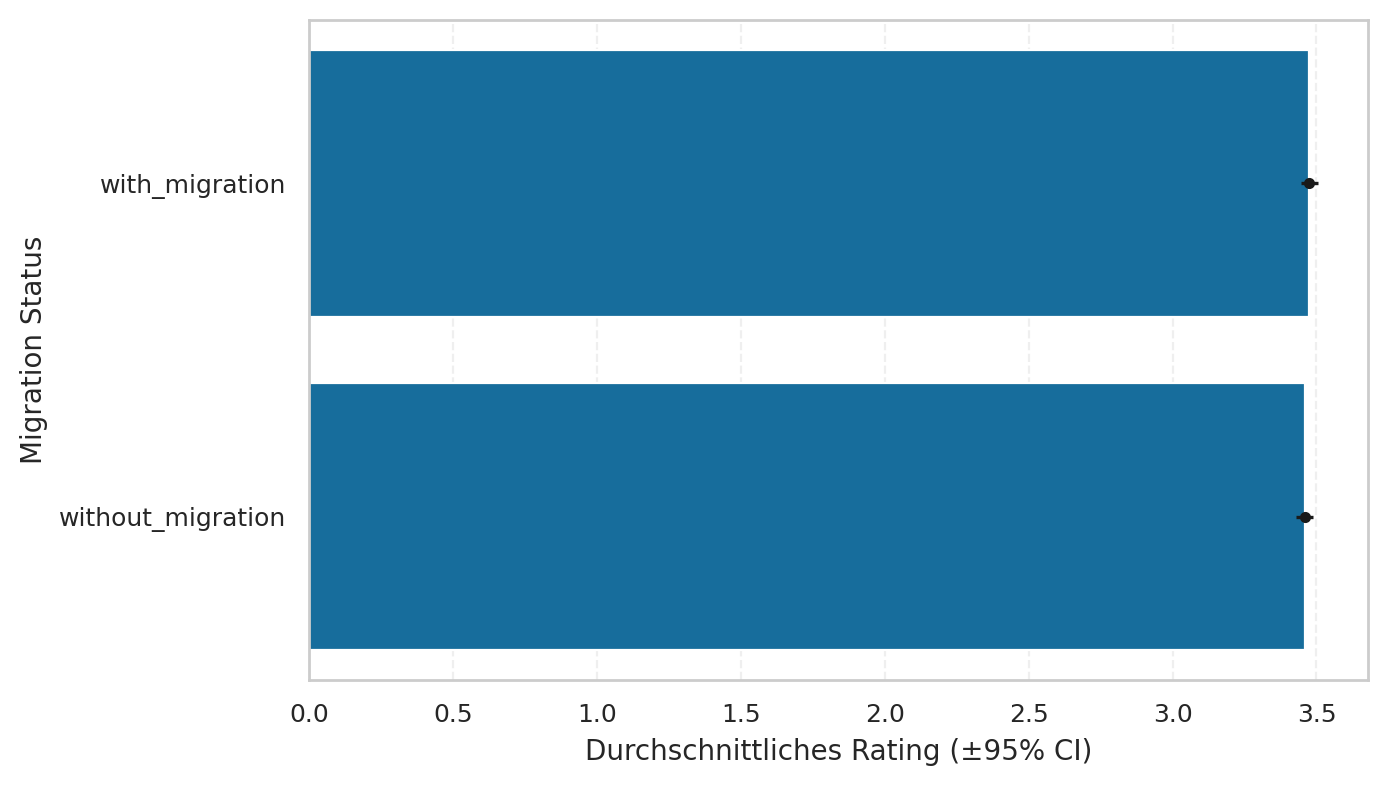 with_migration
without_migration
Migration Status
0.0 0.5 1.0 1.5 2.0 2.5 3.0 3.5
Durchschnittliches Rating (±95% CI)